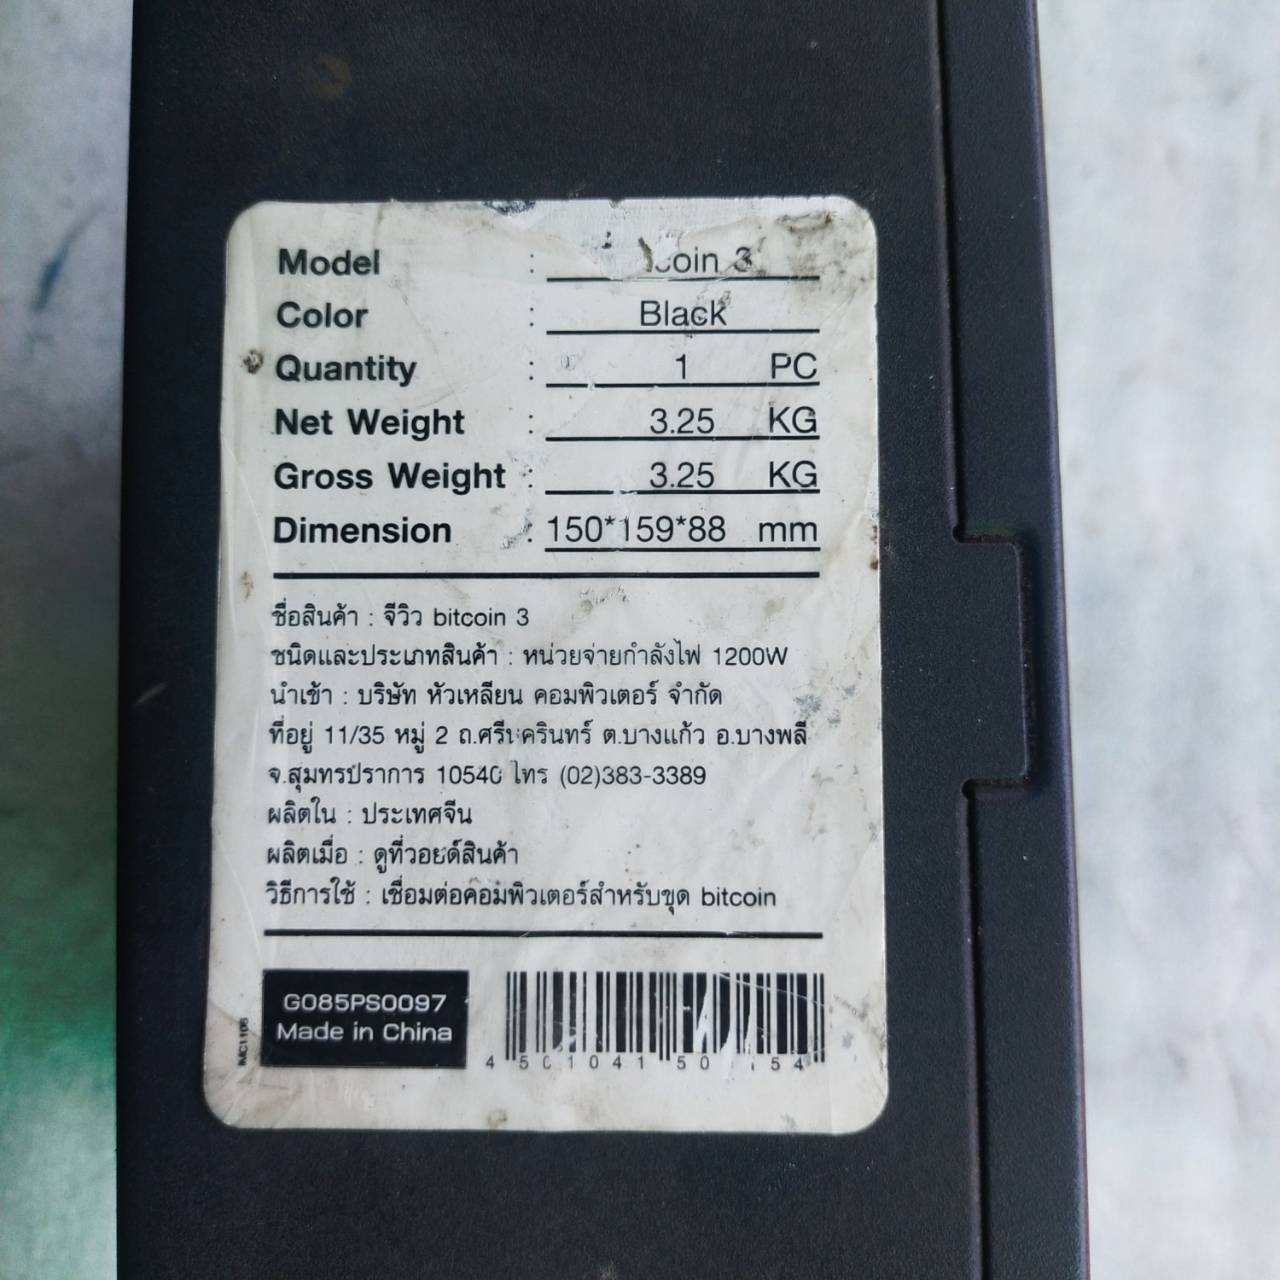 Model : coin 3
Color : Black
Quantity : 1 PC
Net Weight : 3.25 KG
Gross Weight : 3.25 KG
Dimension : 150*159*88 mm
ชื่อสินค้า : จีวิว bitcoin 3
ชนิดและประเภทสินค้า : หน่วยจ่ายกำลังไฟ 1200W
นำเข้า : บริษัท หัวเหลียน คอมพิวเตอร์ จำกัด
ที่อยู่ 11/35 หมู่ 2 ถ.ศรีนครินทร์ ต.บางแก้ว อ.บางพลี
จ.สมุทรปราการ 10540 โทร (02)383-3389
ผลิตใน : ประเทศจีน
ผลิตเมื่อ : ดูที่วอยด์สินค้า
วิธีการใช้ : เชื่อมต่อคอมพิวเตอร์สำหรับขุด bitcoin
G085PS0097
Made in China